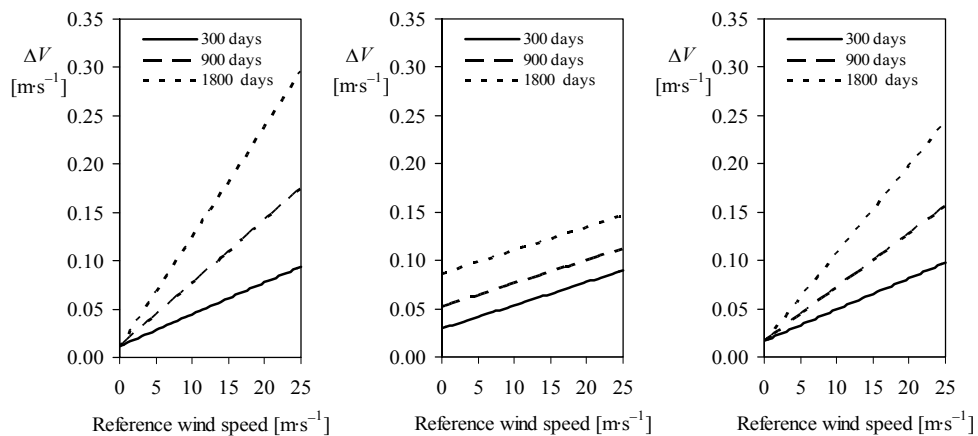 0.35
ΔV
[m·s⁻¹]
0.30
0.25
0.20
0.15
0.10
0.05
0.00
300 days
900 days
1800 days
0 5 10 15 20 25
Reference wind speed [m·s⁻¹]
0.35
ΔV
[m·s⁻¹]
0.30
0.25
0.20
0.15
0.10
0.05
0.00
300 days
900 days
1800 days
0 5 10 15 20 25
Reference wind speed [m·s⁻¹]
0.35
ΔV
[m·s⁻¹]
0.30
0.25
0.20
0.15
0.10
0.05
0.00
300 days
900 days
1800 days
0 5 10 15 20 25
Reference wind speed [m·s⁻¹]